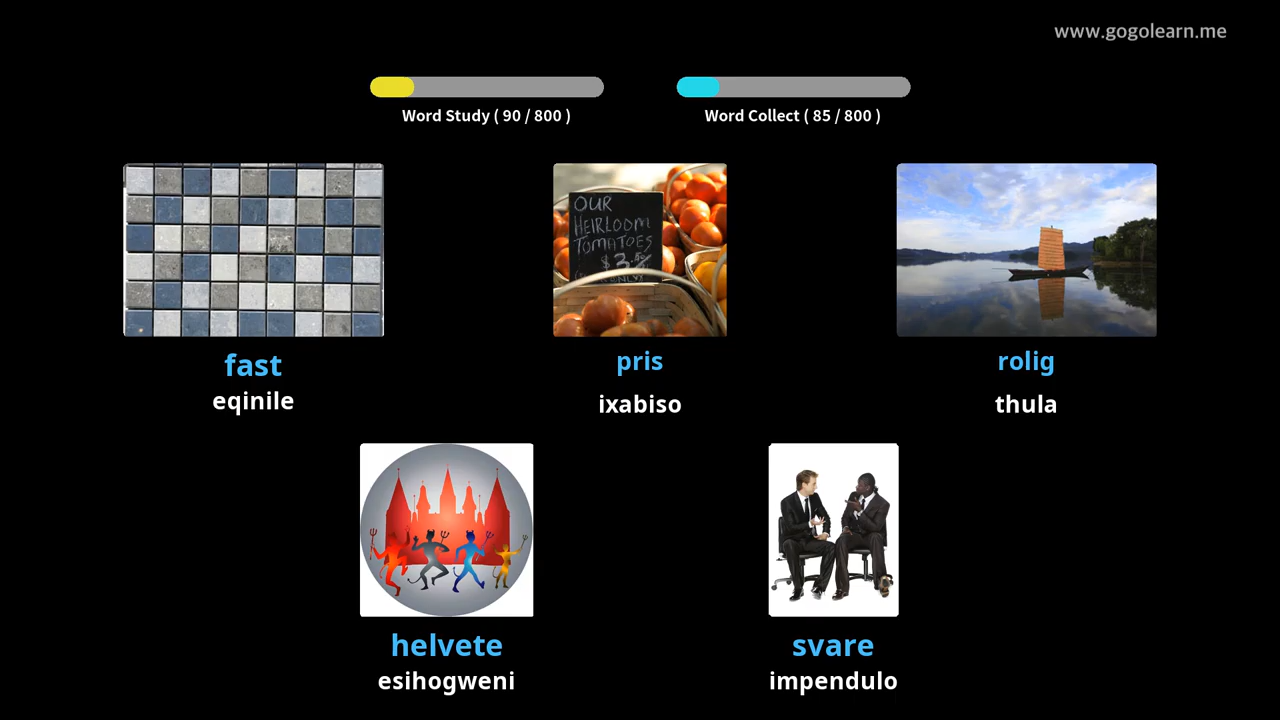 www.gogolearn.me
Word Study ( 90 / 800 )
Word Collect ( 85 / 800 )
OUR
HEIRLOOM
TOMATOES
fast
eqinile
pris
ixabiso
rolig
thula
helvete
esihogweni
svare
impendulo